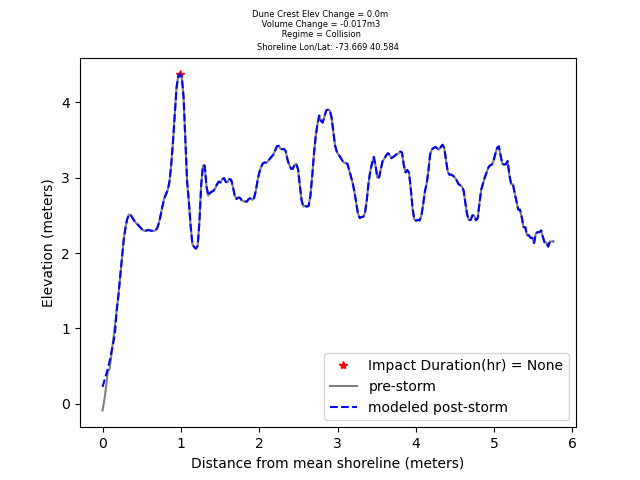 Dune Crest Elev Change = 0.0m
Volume Change = -0.017m3
Regime = Collision
Shoreline Lon/Lat: -73.669 40.584
4
3
2
1
0
Elevation (meters)
Impact Duration(hr) = None
pre-storm
modeled post-storm
0 1 2 3 4 5 6
Distance from mean shoreline (meters)